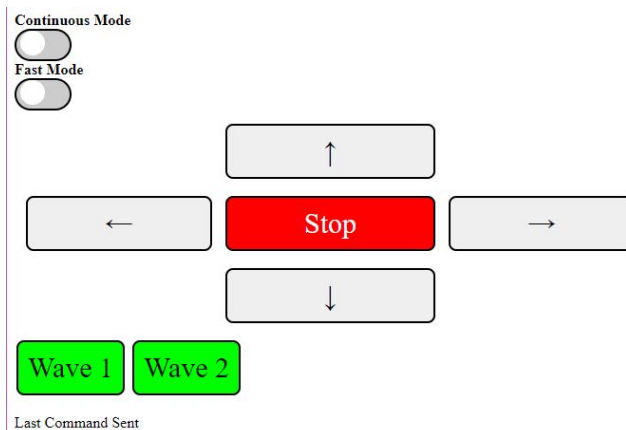 Continuous Mode
Fast Mode
↑
← Stop →
↓
Wave 1 Wave 2
Last Command Sent